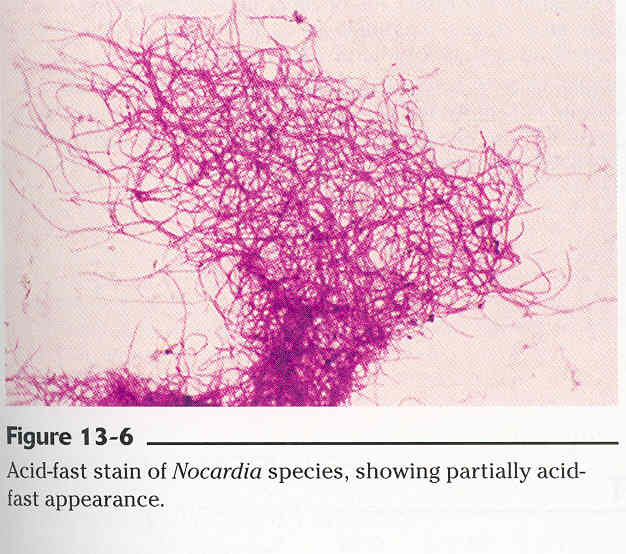 Figure 13-6
Acid-fast stain of Nocardia species, showing partially acid-
fast appearance.